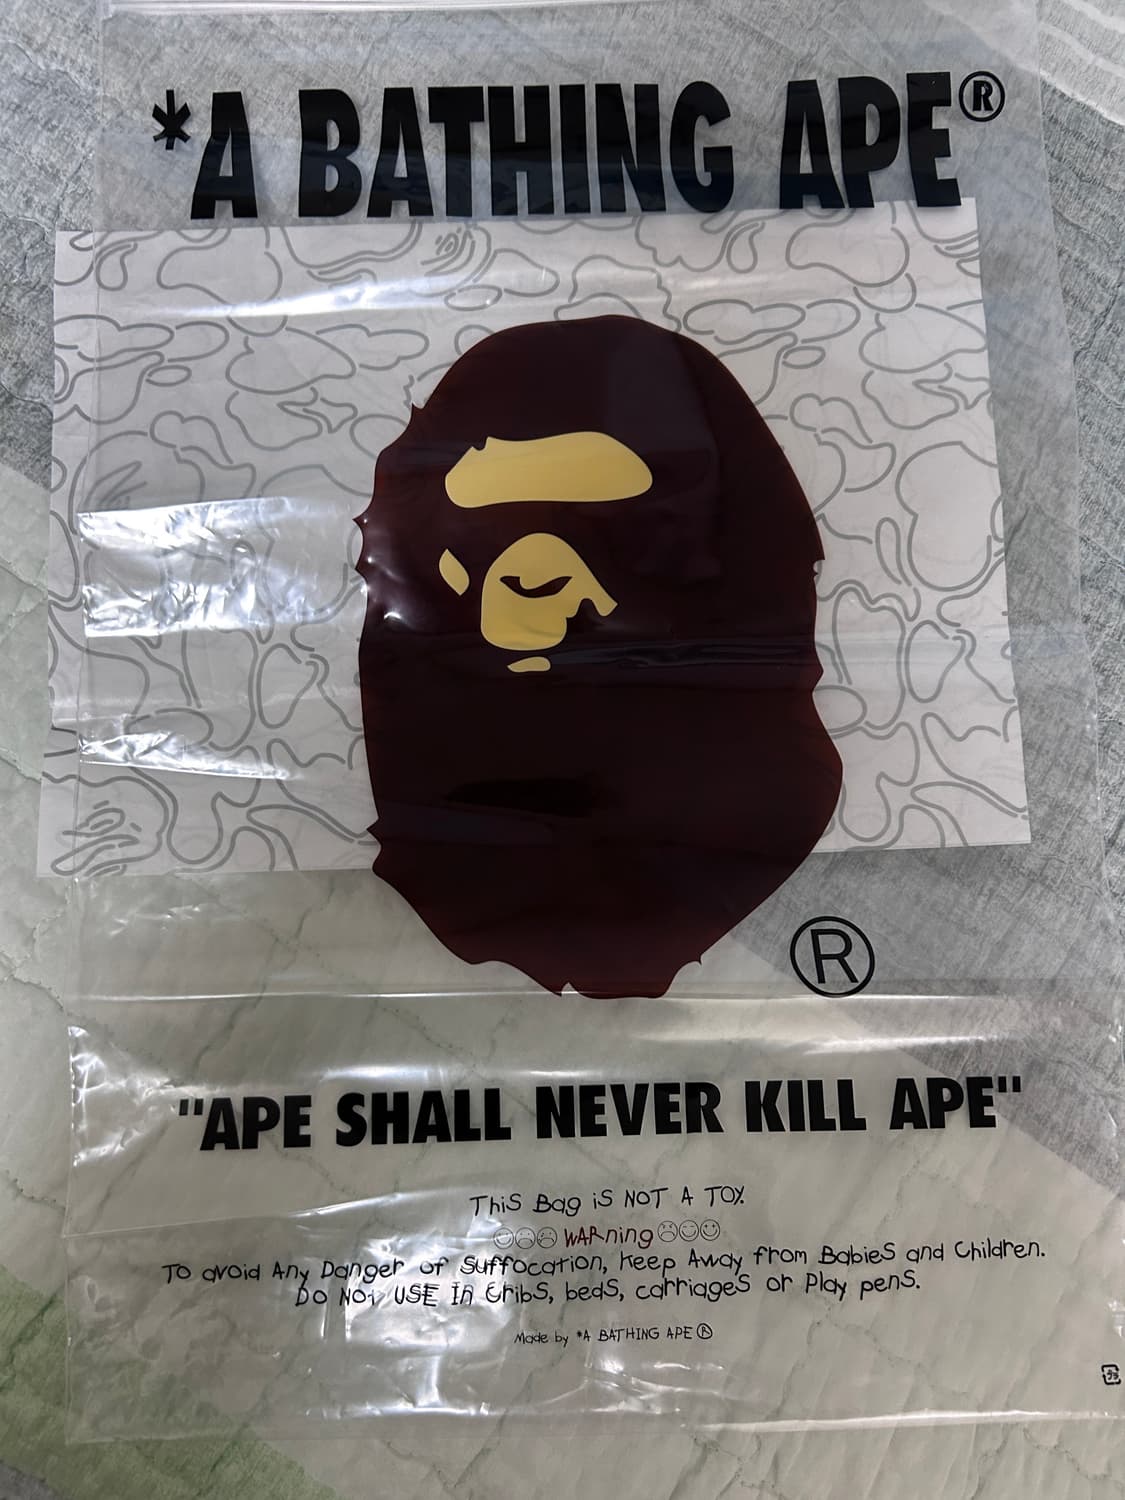 *A BATHING APE®
®
"APE SHALL NEVER KILL APE"
This Bag is NOT A TOY.
WARning
To avoid Any Danger of Suffocation, Keep Away from Babies and Children.
DO NOT USE In Cribs, beds, carriages or Play pens.
Made by *A BATHING APE®
プラ